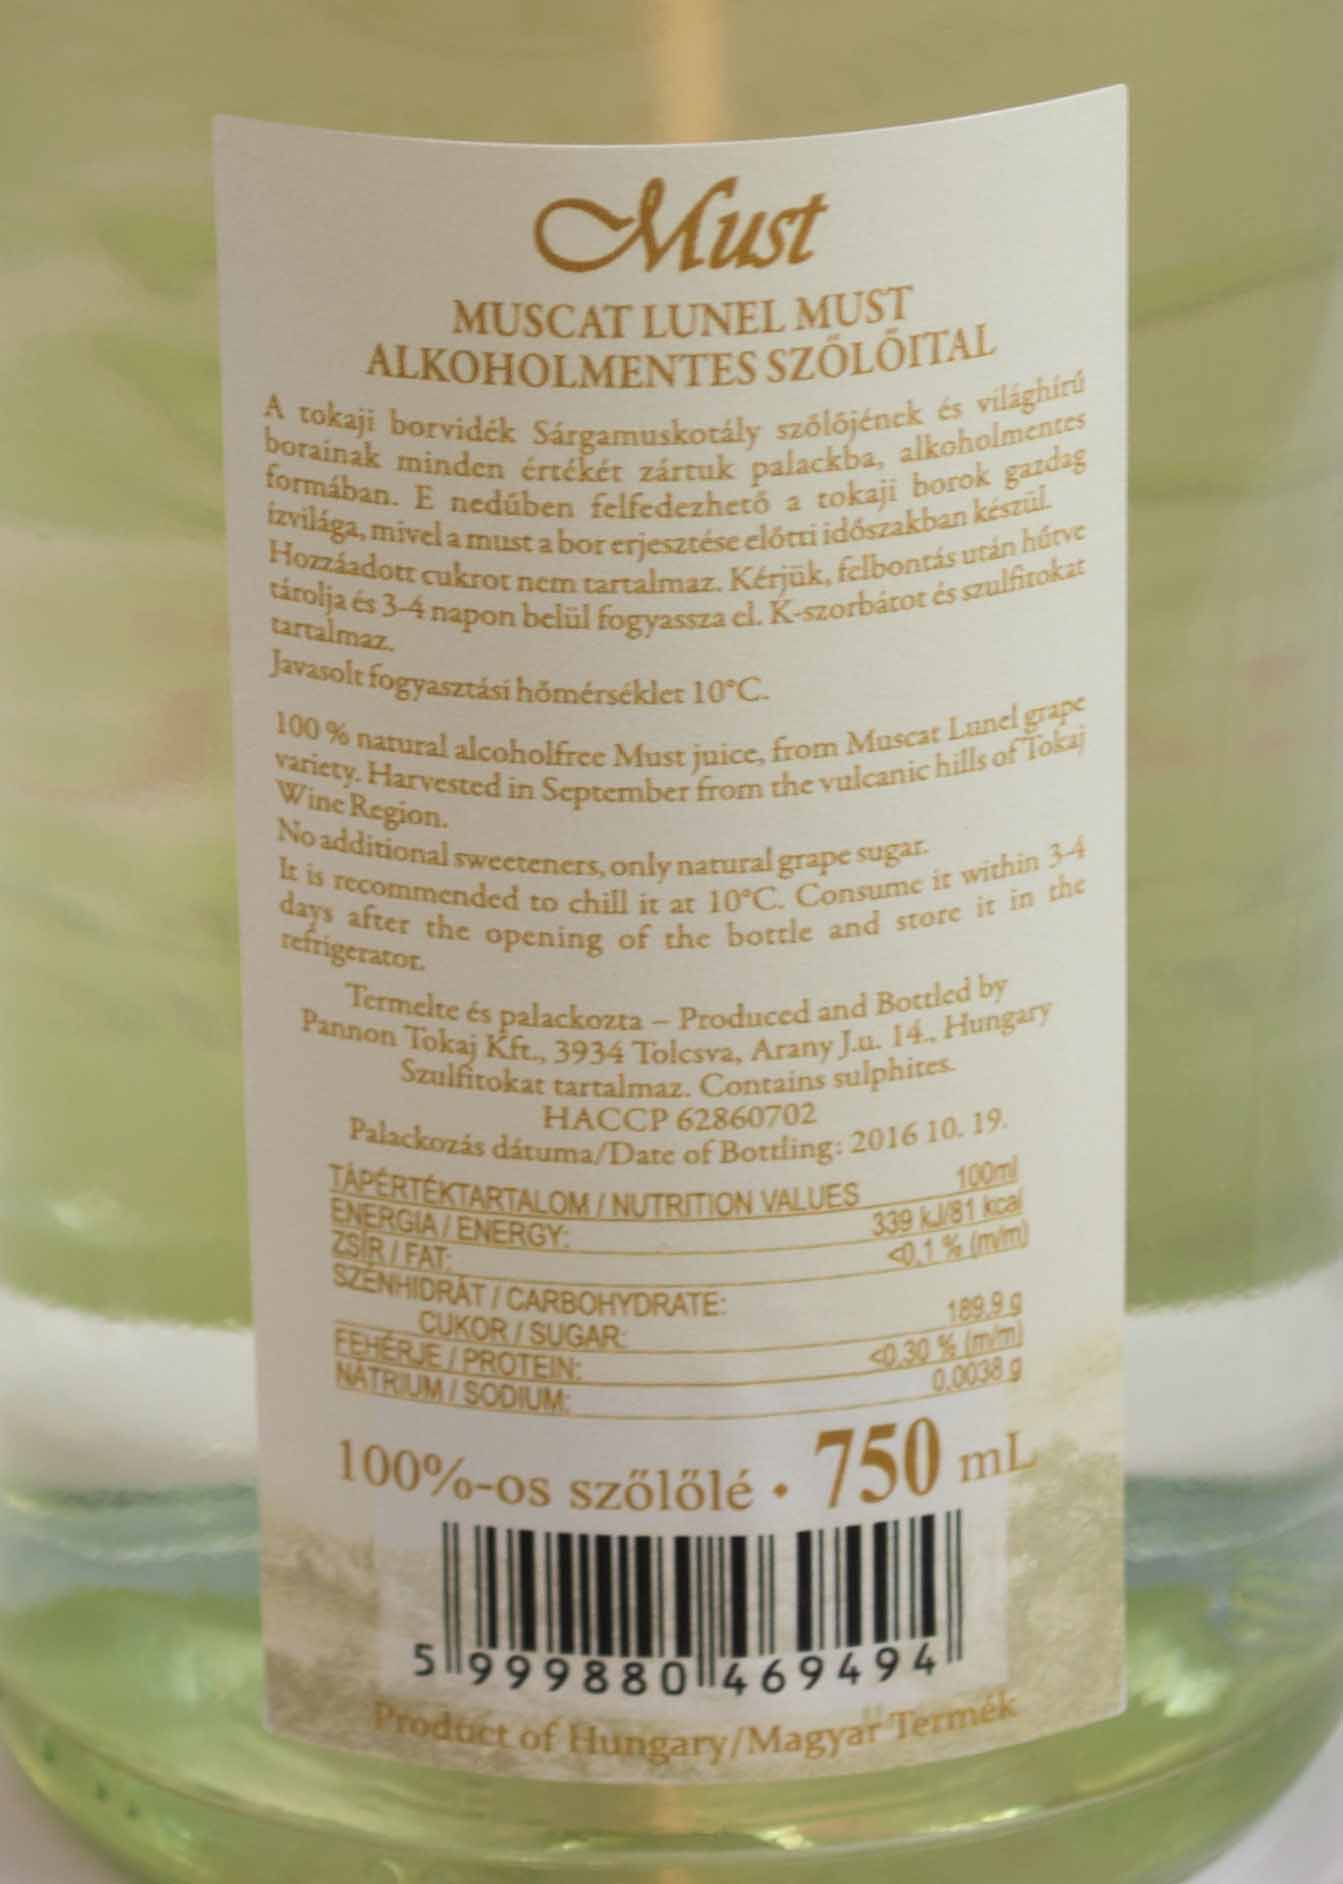 Must
MUSCAT LUNEL MUST
ALKOHOLMENTES SZŐLŐITAL
A tokaji borvidék Sárgamuskotály szőlőjének és világhírű
borainak minden értékét zártuk palackba, alkoholmentes
formában. E nedűben felfedezhető a tokaji borok gazdag
ízvilága, mivel a must a bor erjesztése előtti időszakban készül.
Hozzáadott cukrot nem tartalmaz. Kérjük, felbontás után hűtve
tárolja és 3-4 napon belül fogyassza el. K-szorbátot és szulfitokat
tartalmaz.
Javasolt fogyasztási hőmérséklet 10°C.
100 % natural alcoholfree Must juice, from Muscat Lunel grape
variety. Harvested in September from the vulcanic hills of Tokaj
Wine Region.
No additional sweeteners, only natural grape sugar.
It is recommended to chill it at 10°C. Consume it within 3-4
days after the opening of the bottle and store it in the
refrigerator.
Termelte és palackozta – Produced and Bottled by
Pannon Tokaj Kft., 3934 Tolcsva, Arany J.u. 14., Hungary
Szulfitokat tartalmaz. Contains sulphites.
HACCP 62860702
Palackozás dátuma/Date of Bottling: 2016 10. 19.
TÁPÉRTÉKTARTALOM / NUTRITION VALUES 100ml
ENERGIA / ENERGY: 339 kJ/81 kcal
ZSÍR / FAT: <0,1 % (m/m)
SZÉNHIDRÁT / CARBOHYDRATE:
CUKOR / SUGAR: 189,9 g
FEHÉRJE / PROTEIN: <0,30 % (m/m)
NÁTRIUM / SODIUM: 0,0038 g
100%-os szőlőlé • 750 mL
5 999880 469494
Product of Hungary/Magyar Termék